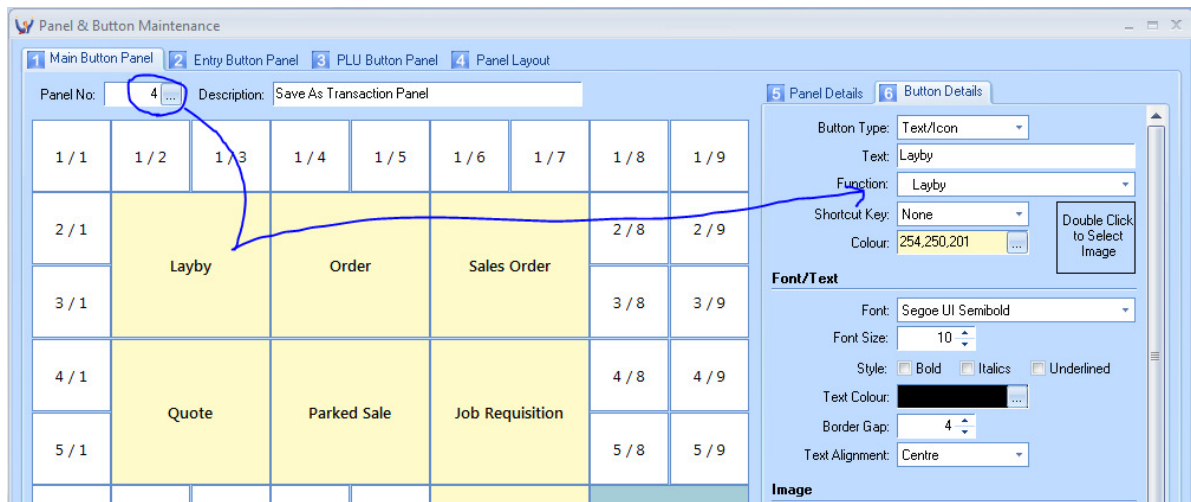 Panel & Button Maintenance
1 Main Button Panel 2 Entry Button Panel 3 PLU Button Panel 4 Panel Layout
Panel No: 4 ... Description: Save As Transaction Panel
1 / 1 1 / 2 1 / 3 1 / 4 1 / 5 1 / 6 1 / 7 1 / 8 1 / 9
2 / 1 2 / 8 2 / 9
Layby Order Sales Order
3 / 1 3 / 8 3 / 9
4 / 1 4 / 8 4 / 9
Quote Parked Sale Job Requisition
5 / 1 5 / 8 5 / 9
5 Panel Details 6 Button Details
Button Type: Text/Icon
Text: Layby
Function: Layby
Shortcut Key: None
Colour: 254,250,201 ...
Double Click
to Select
Image
Font/Text
Font: Segoe UI Semibold
Font Size: 10
Style: Bold Italics Underlined
Text Colour: ...
Border Gap: 4
Text Alignment: Centre
Image